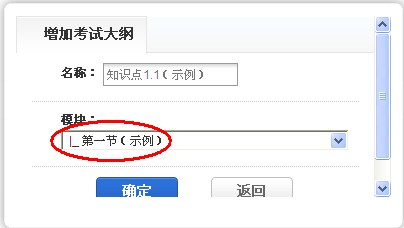 增加考试大纲
名称： 知识点1.1（示例）
模块：
|_第一节（示例）
确定 返回